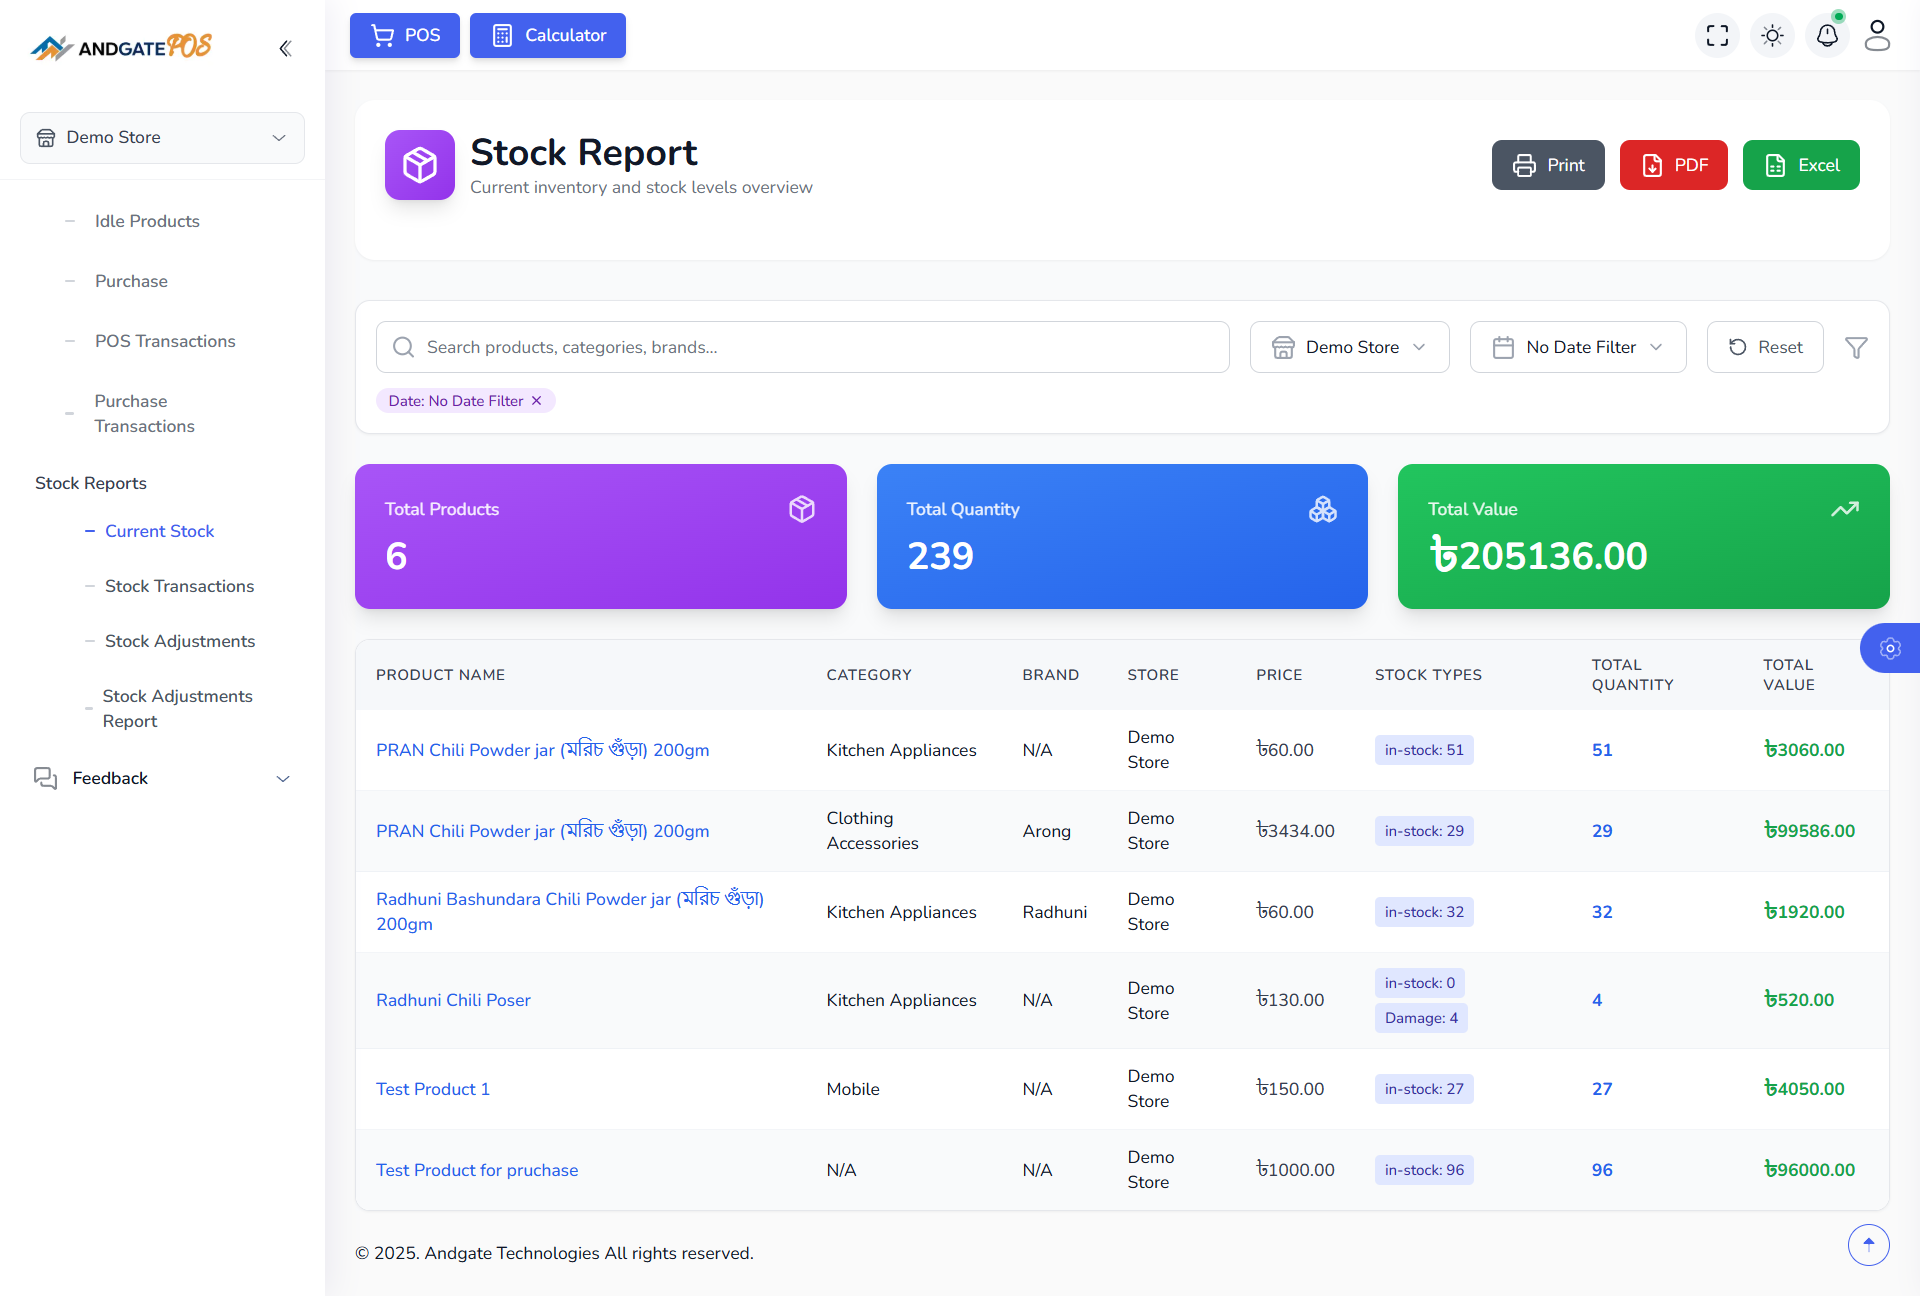 ANDGATE POS
POS
Calculator
Demo Store
Idle Products
Purchase
POS Transactions
Purchase
Transactions
Stock Reports
Current Stock
Stock Transactions
Stock Adjustments
Stock Adjustments
Report
Feedback
Stock Report
Current inventory and stock levels overview
Print
PDF
Excel
Search products, categories, brands...
Demo Store
No Date Filter
Reset
Date: No Date Filter ×
Total Products
6
Total Quantity
239
Total Value
৳205136.00
PRODUCT NAME CATEGORY BRAND STORE PRICE STOCK TYPES TOTAL QUANTITY TOTAL VALUE
PRAN Chili Powder jar (মরিচ গুঁড়া) 200gm Kitchen Appliances N/A Demo Store ৳60.00 in-stock: 51 51 ৳3060.00
PRAN Chili Powder jar (মরিচ গুঁড়া) 200gm Clothing Accessories Arong Demo Store ৳3434.00 in-stock: 29 29 ৳99586.00
Radhuni Bashundara Chili Powder jar (মরিচ গুঁড়া) 200gm Kitchen Appliances Radhuni Demo Store ৳60.00 in-stock: 32 32 ৳1920.00
Radhuni Chili Poser Kitchen Appliances N/A Demo Store ৳130.00 in-stock: 0 Damage: 4 4 ৳520.00
Test Product 1 Mobile N/A Demo Store ৳150.00 in-stock: 27 27 ৳4050.00
Test Product for pruchase N/A N/A Demo Store ৳1000.00 in-stock: 96 96 ৳96000.00
© 2025. Andgate Technologies All rights reserved.